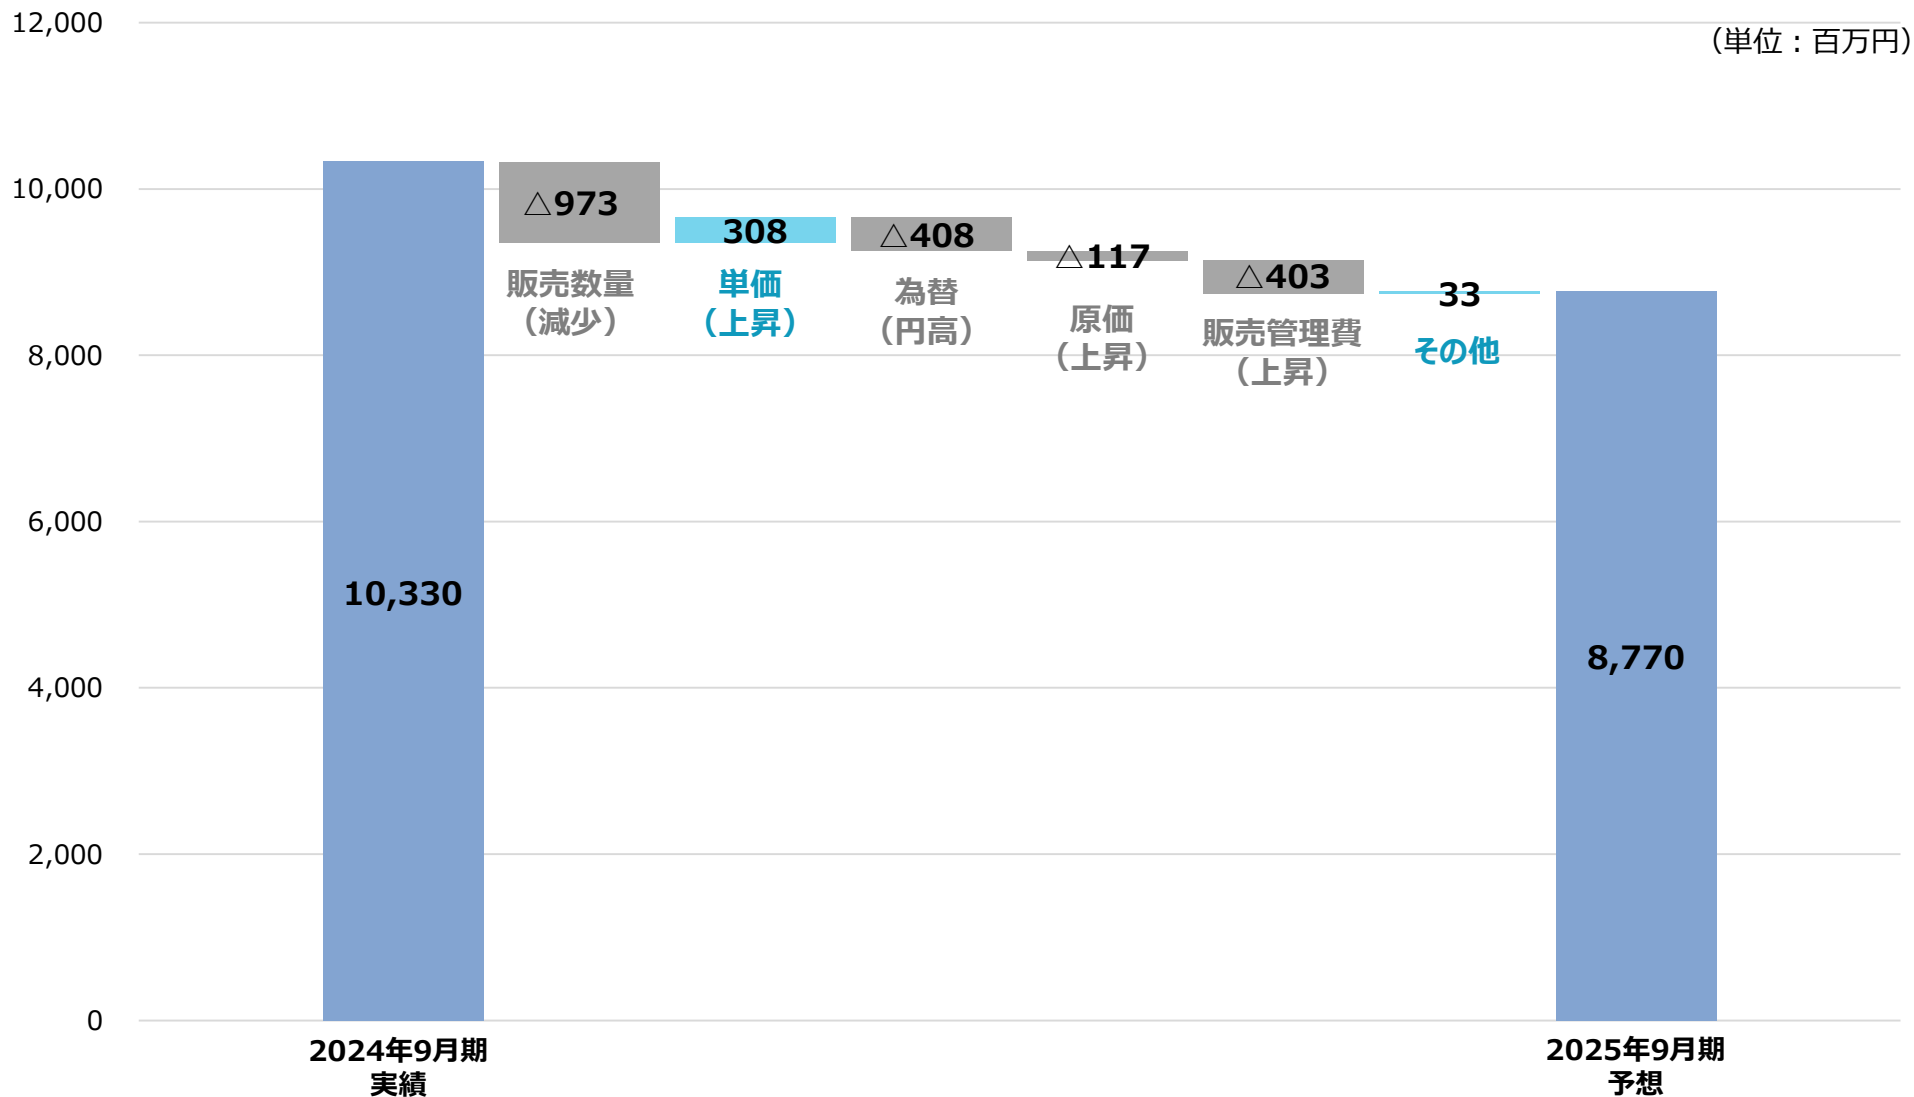 （単位：百万円）
12,000
10,000
8,000
6,000
4,000
2,000
0
10,330
△973
販売数量
（減少）
308
単価
（上昇）
△408
為替
（円高）
△117
原価
（上昇）
△403
販売管理費
（上昇）
33
その他
8,770
2024年9月期
実績
2025年9月期
予想